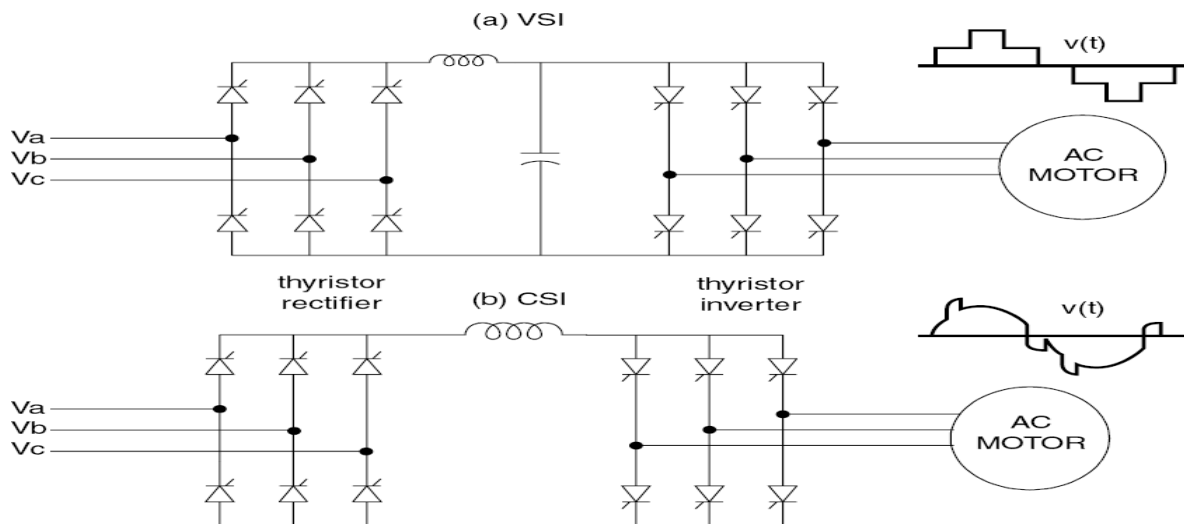 (a) VSI
v(t)
Va
Vb
Vc
AC
MOTOR
thyristor
rectifier
thyristor
inverter
(b) CSI
v(t)
Va
Vb
Vc
AC
MOTOR